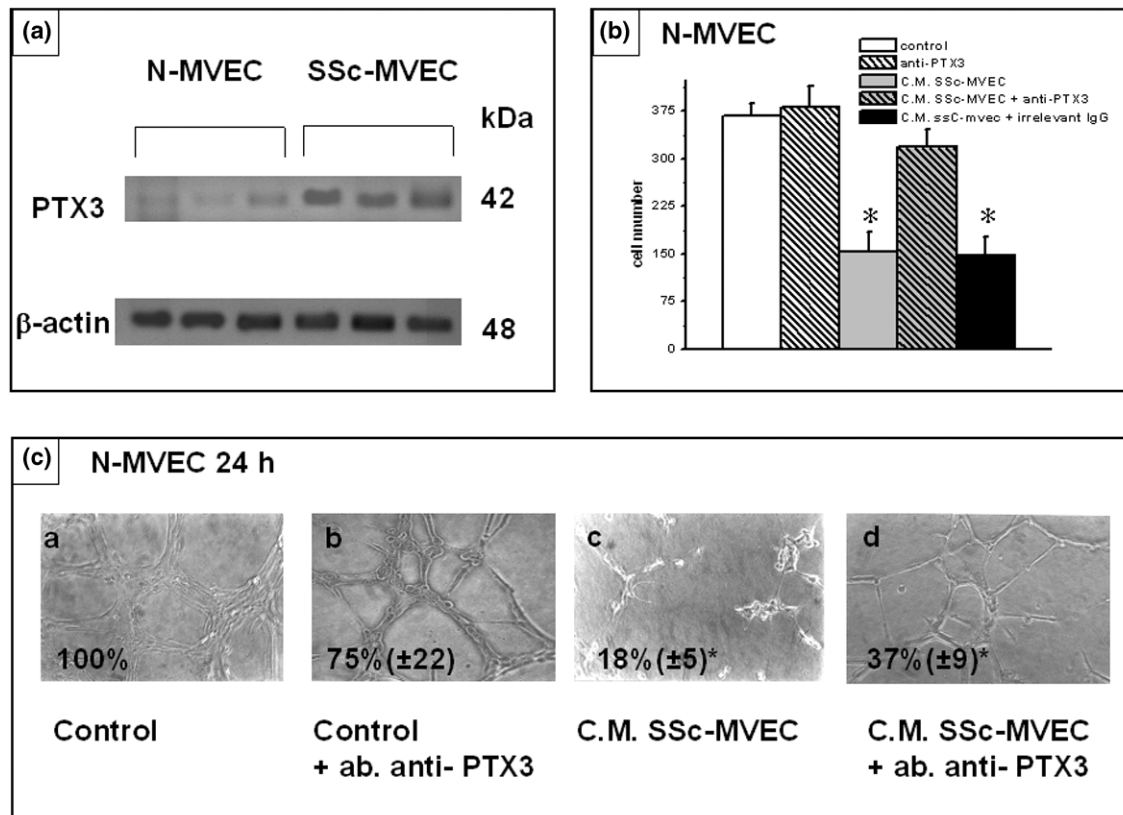 (a)
N-MVEC SSc-MVEC
kDa
PTX3
42
β-actin
48
(b)
N-MVEC
control
anti-PTX3
C.M. SSc-MVEC
C.M. SSc-MVEC + anti-PTX3
C.M. ssC-mvec + irrelevant IgG
cell nnumber
375
300
225
150
75
0
*
*
(c)
N-MVEC 24 h
a
100%
b
75%(±22)
c
18%(±5)*
d
37%(±9)*
Control
Control
+ ab. anti- PTX3
C.M. SSc-MVEC
C.M. SSc-MVEC
+ ab. anti- PTX3